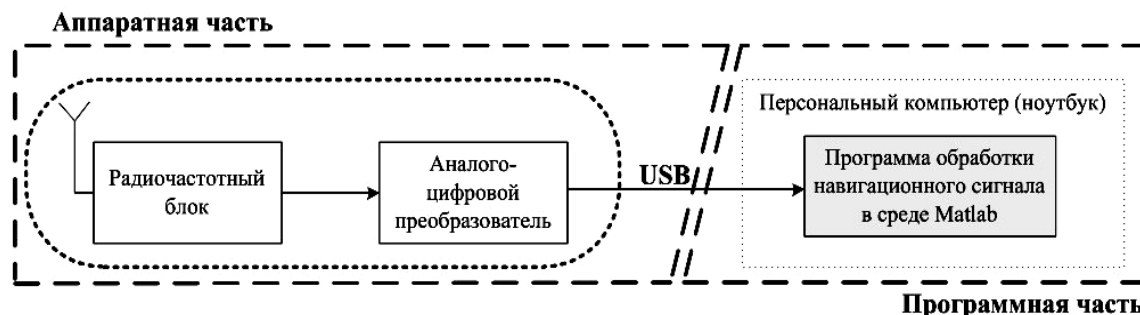 Аппаратная часть
Персональный компьютер (ноутбук)
Радиочастотный
блок
Аналого-
цифровой
преобразователь
USB
Программа обработки
навигационного сигнала
в среде Matlab
Программная часть